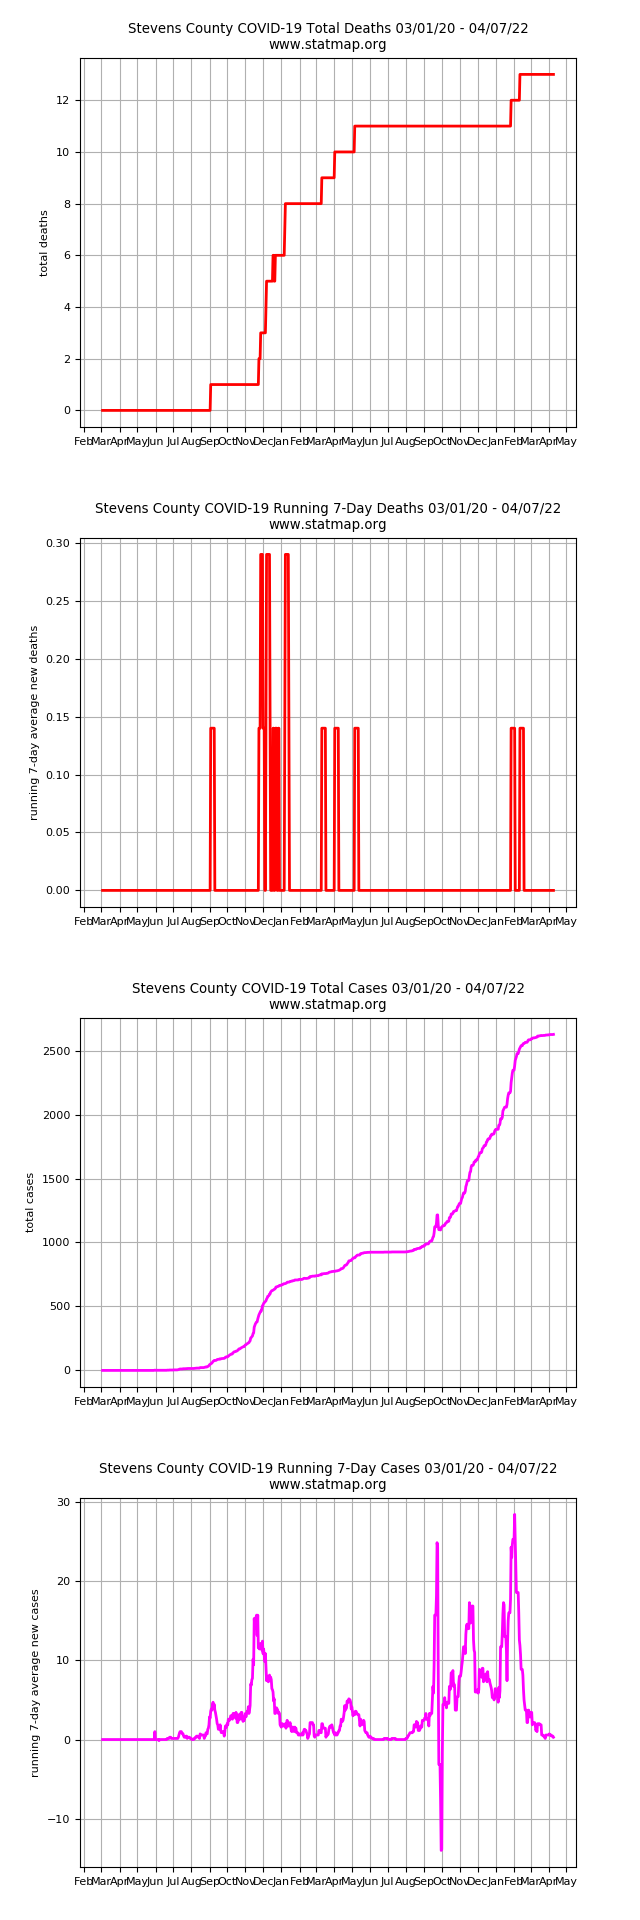 Stevens County COVID-19 Total Deaths 03/01/20 - 04/07/22
www.statmap.org
total deaths
12
10
8
6
4
2
0
Feb Mar Apr May Jun Jul Aug Sep Oct Nov Dec Jan Feb Mar Apr May Jun Jul Aug Sep Oct Nov Dec Jan Feb Mar Apr May
Stevens County COVID-19 Running 7-Day Deaths 03/01/20 - 04/07/22
www.statmap.org
running 7-day average new deaths
0.30
0.25
0.20
0.15
0.10
0.05
0.00
Feb Mar Apr May Jun Jul Aug Sep Oct Nov Dec Jan Feb Mar Apr May Jun Jul Aug Sep Oct Nov Dec Jan Feb Mar Apr May
Stevens County COVID-19 Total Cases 03/01/20 - 04/07/22
www.statmap.org
total cases
2500
2000
1500
1000
500
0
Feb Mar Apr May Jun Jul Aug Sep Oct Nov Dec Jan Feb Mar Apr May Jun Jul Aug Sep Oct Nov Dec Jan Feb Mar Apr May
Stevens County COVID-19 Running 7-Day Cases 03/01/20 - 04/07/22
www.statmap.org
running 7-day average new cases
30
20
10
0
−10
Feb Mar Apr May Jun Jul Aug Sep Oct Nov Dec Jan Feb Mar Apr May Jun Jul Aug Sep Oct Nov Dec Jan Feb Mar Apr May